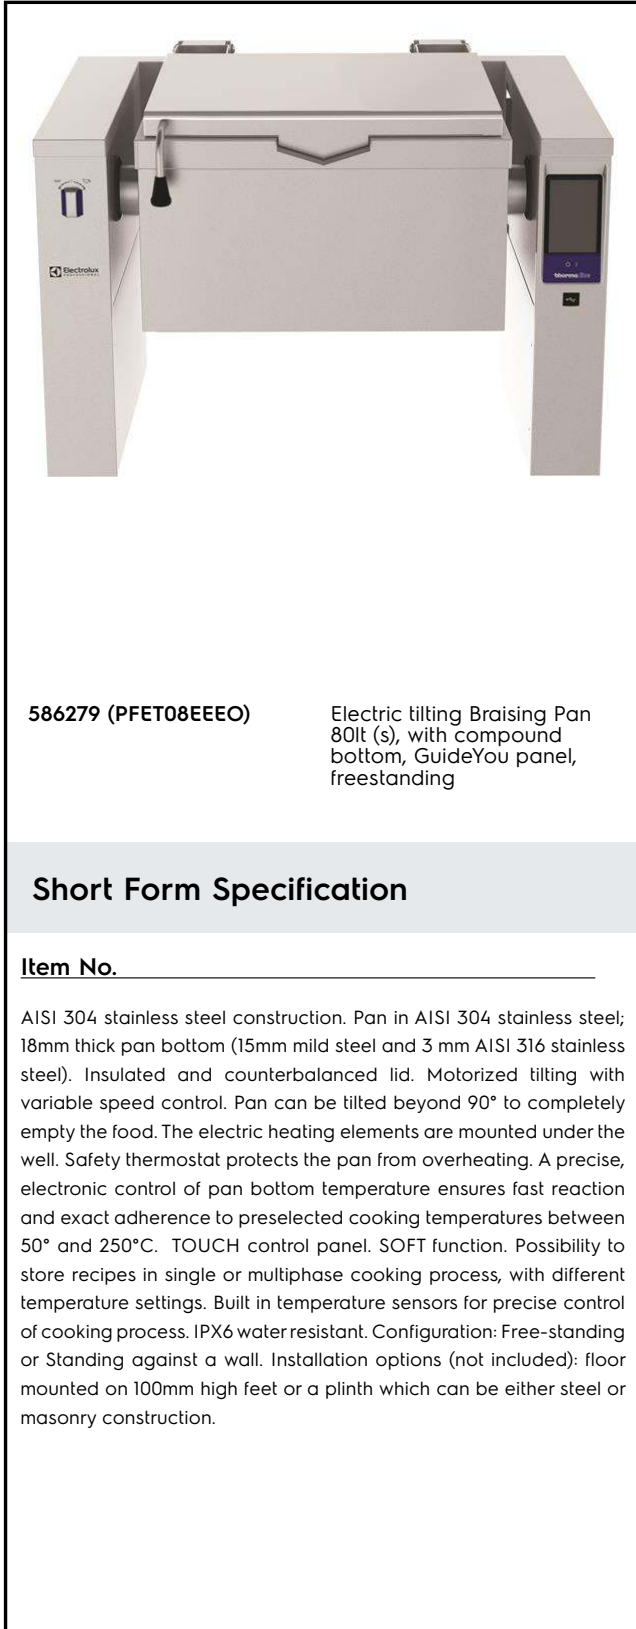 Electrolux
PROFESSIONAL
thermaline
586279 (PFET08EEEO)
Electric tilting Braising Pan
80lt (s), with compound
bottom, GuideYou panel,
freestanding
Short Form Specification
Item No.
AISI 304 stainless steel construction. Pan in AISI 304 stainless steel;
18mm thick pan bottom (15mm mild steel and 3 mm AISI 316 stainless
steel). Insulated and counterbalanced lid. Motorized tilting with
variable speed control. Pan can be tilted beyond 90° to completely
empty the food. The electric heating elements are mounted under the
well. Safety thermostat protects the pan from overheating. A precise,
electronic control of pan bottom temperature ensures fast reaction
and exact adherence to preselected cooking temperatures between
50° and 250°C. TOUCH control panel. SOFT function. Possibility to
store recipes in single or multiphase cooking process, with different
temperature settings. Built in temperature sensors for precise control
of cooking process. IPX6 water resistant. Configuration: Free-standing
or Standing against a wall. Installation options (not included): floor
mounted on 100mm high feet or a plinth which can be either steel or
masonry construction.